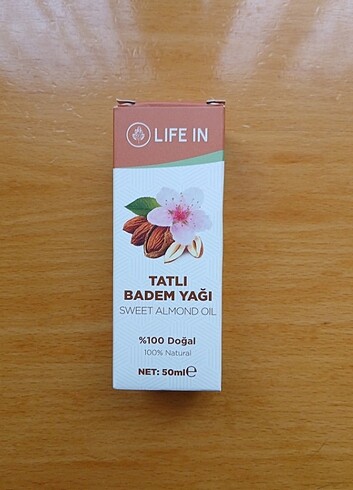 LIFE IN
TATLI
BADEM YAĞI
SWEET ALMOND OIL
%100 Doğal
100% Natural
NET: 50ml℮